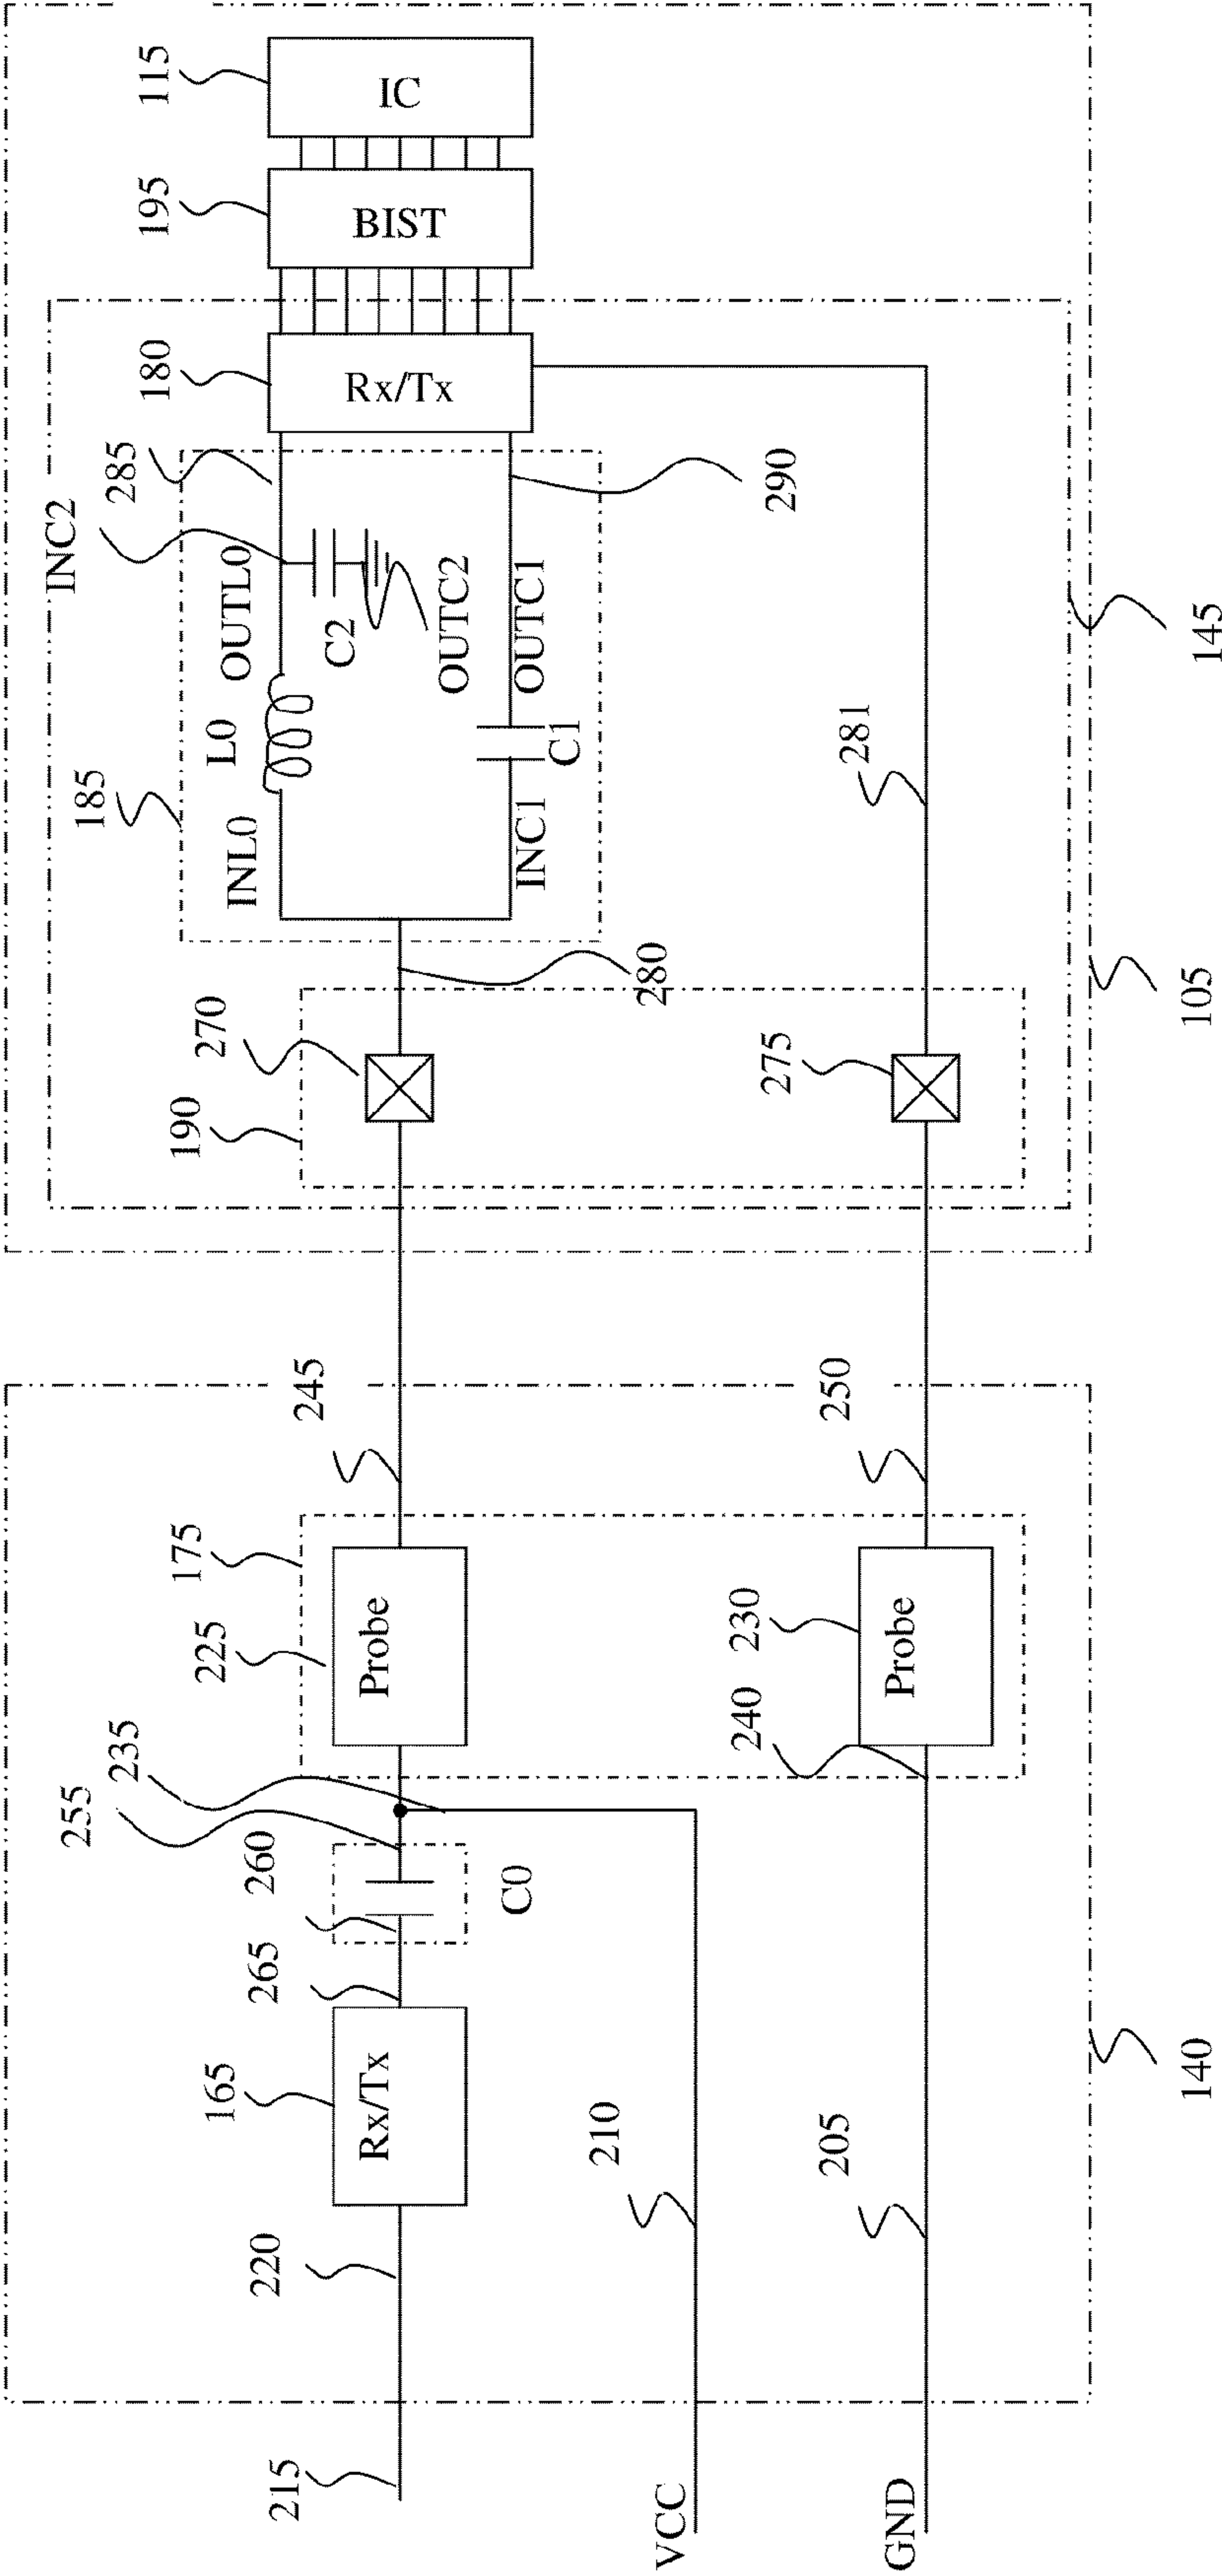 115
IC
195
BIST
180
Rx/Tx
285
290
INC2
OUTL0
C2
OUTC2
OUTC1
145
L0
C1
281
185
INL0
INC1
280
105
270
275
190
245
250
175
225
Probe
230
Probe
240
235
255
260
C0
265
165
Rx/Tx
140
210
205
220
215
VCC
GND